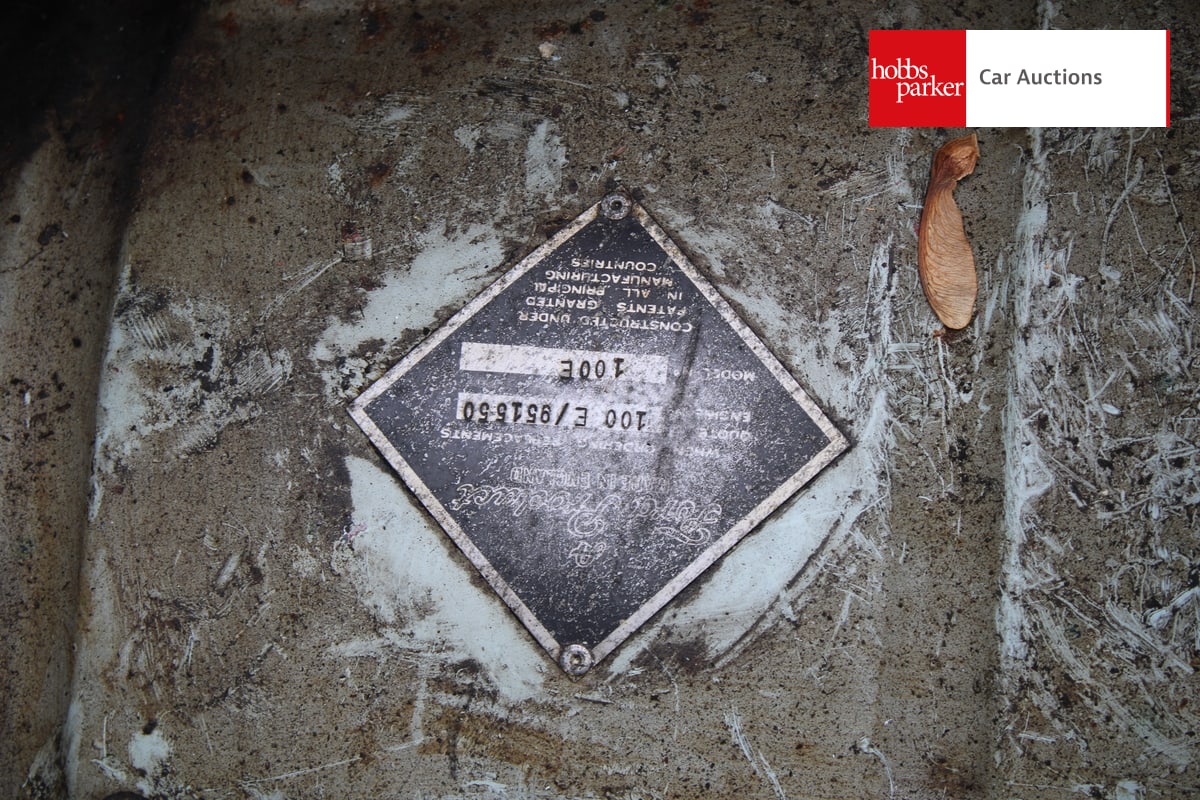 hobbs
parker
Car Auctions
A
Ford Product
MADE IN ENGLAND
WHEN ORDERING REPLACEMENTS
QUOTE
ENGINE
100 E/951550
MODEL
100E
CONSTRUCTED UNDER
PATENTS GRANTED
IN ALL PRINCIPAL
MANUFACTURING
COUNTRIES